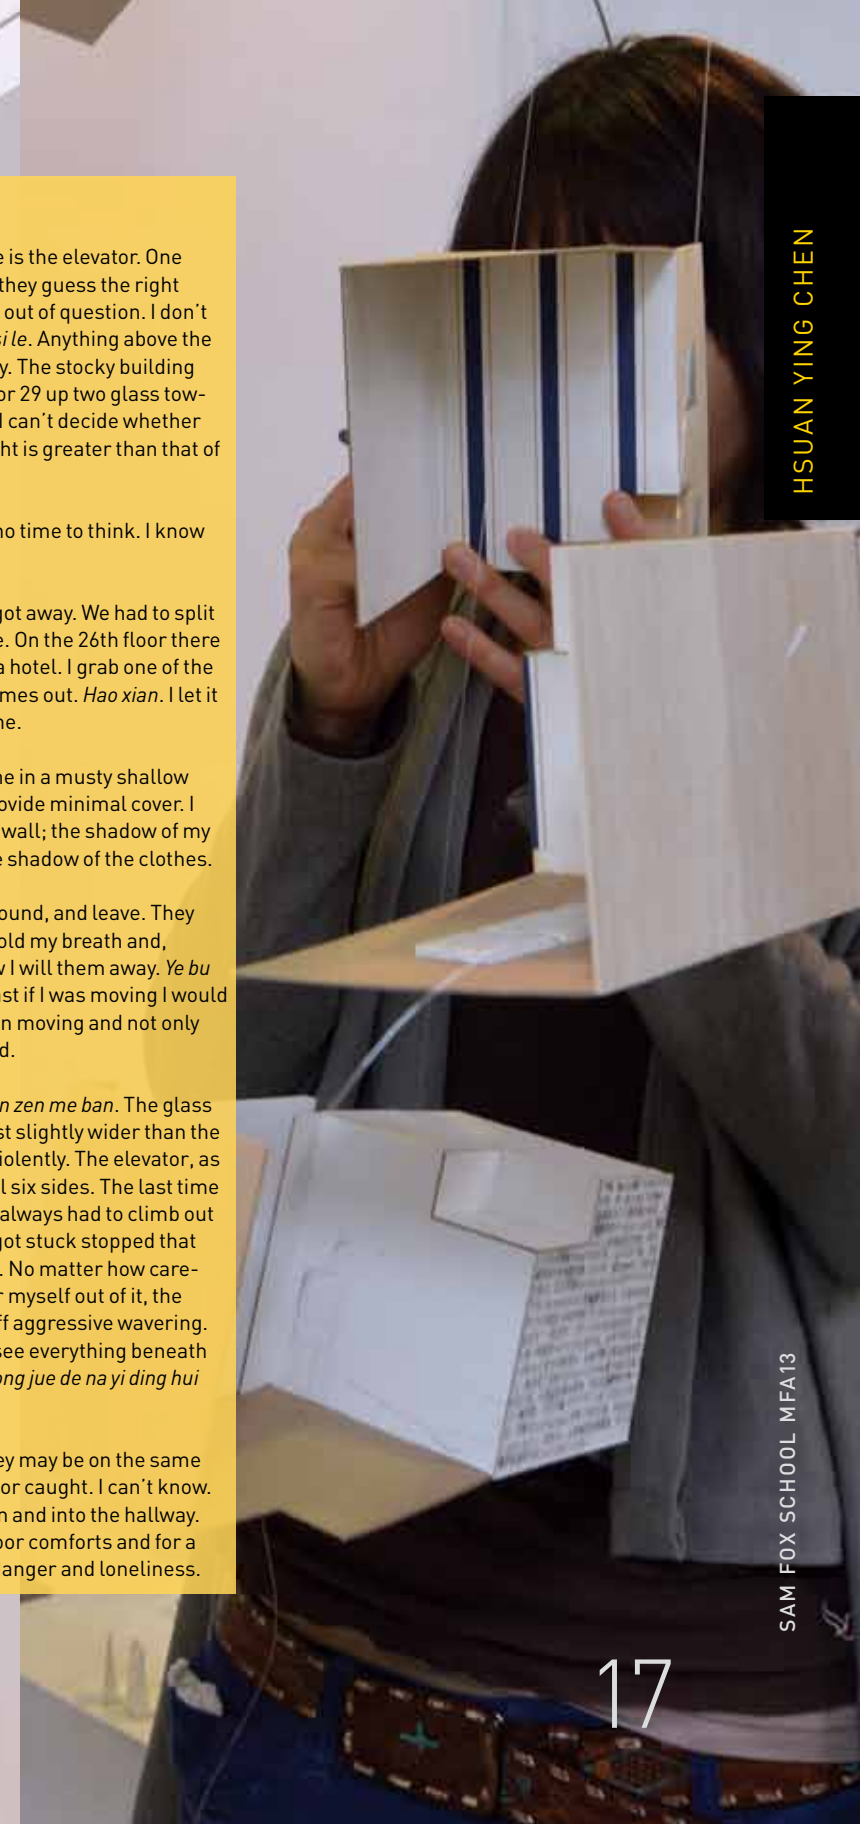 e is the elevator. One
they guess the right
out of question. I don't
si le. Anything above the
y. The stocky building
or 29 up two glass tow-
I can't decide whether
ht is greater than that of
no time to think. I know
got away. We had to split
e. On the 26th floor there
a hotel. I grab one of the
mes out. Hao xian. I let it
ne.
ne in a musty shallow
ovide minimal cover. I
wall; the shadow of my
e shadow of the clothes.
ound, and leave. They
old my breath and,
v I will them away. Ye bu
ast if I was moving I would
n moving and not only
d.
n zen me ban. The glass
st slightly wider than the
iolently. The elevator, as
l six sides. The last time
always had to climb out
got stuck stopped that
. No matter how care-
r myself out of it, the
ff aggressive wavering.
see everything beneath
ong jue de na yi ding hui
ey may be on the same
or caught. I can't know.
n and into the hallway.
oor comforts and for a
anger and loneliness.
HSUAN YING CHEN
SAM FOX SCHOOL MFA13
17